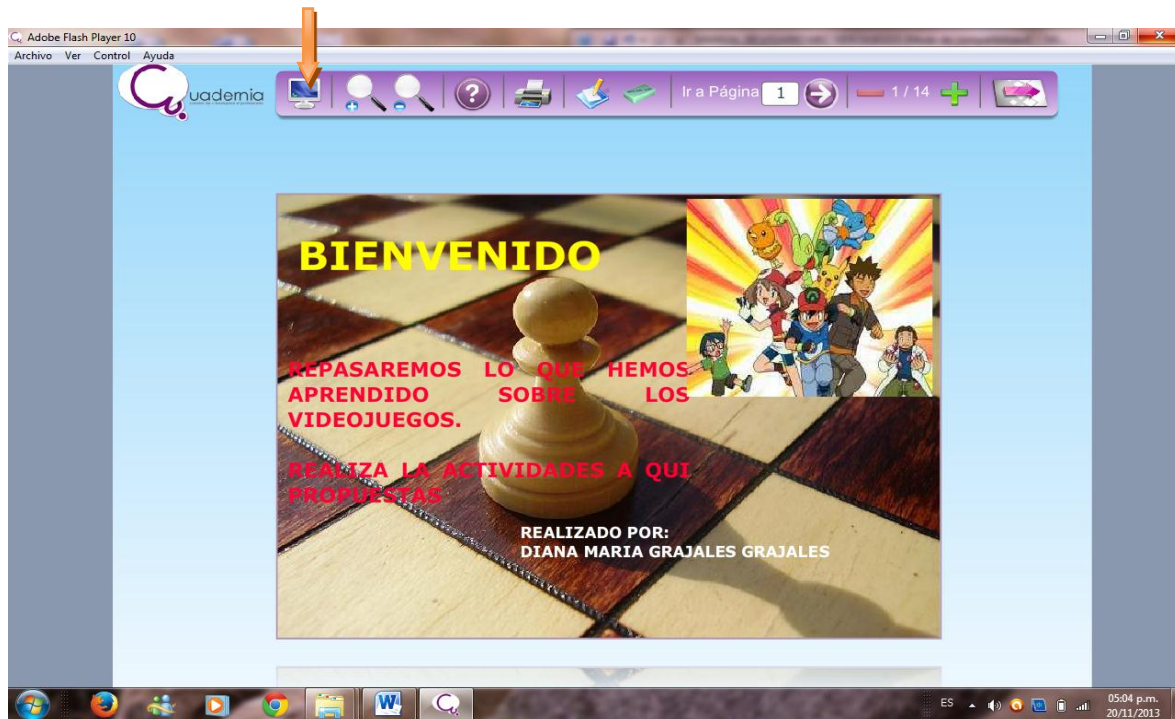 Adobe Flash Player 10
Archivo Ver Control Ayuda
Cuadernia
Ir a Página 1
1 / 14
BIENVENIDO
REPASAREMOS LO QUE HEMOS
APRENDIDO SOBRE LOS
VIDEOJUEGOS.
REALIZA LA ACTIVIDADES A QUI
PROPUESTAS
REALIZADO POR:
DIANA MARIA GRAJALES GRAJALES
ES
05:04 p.m.
20/11/2013